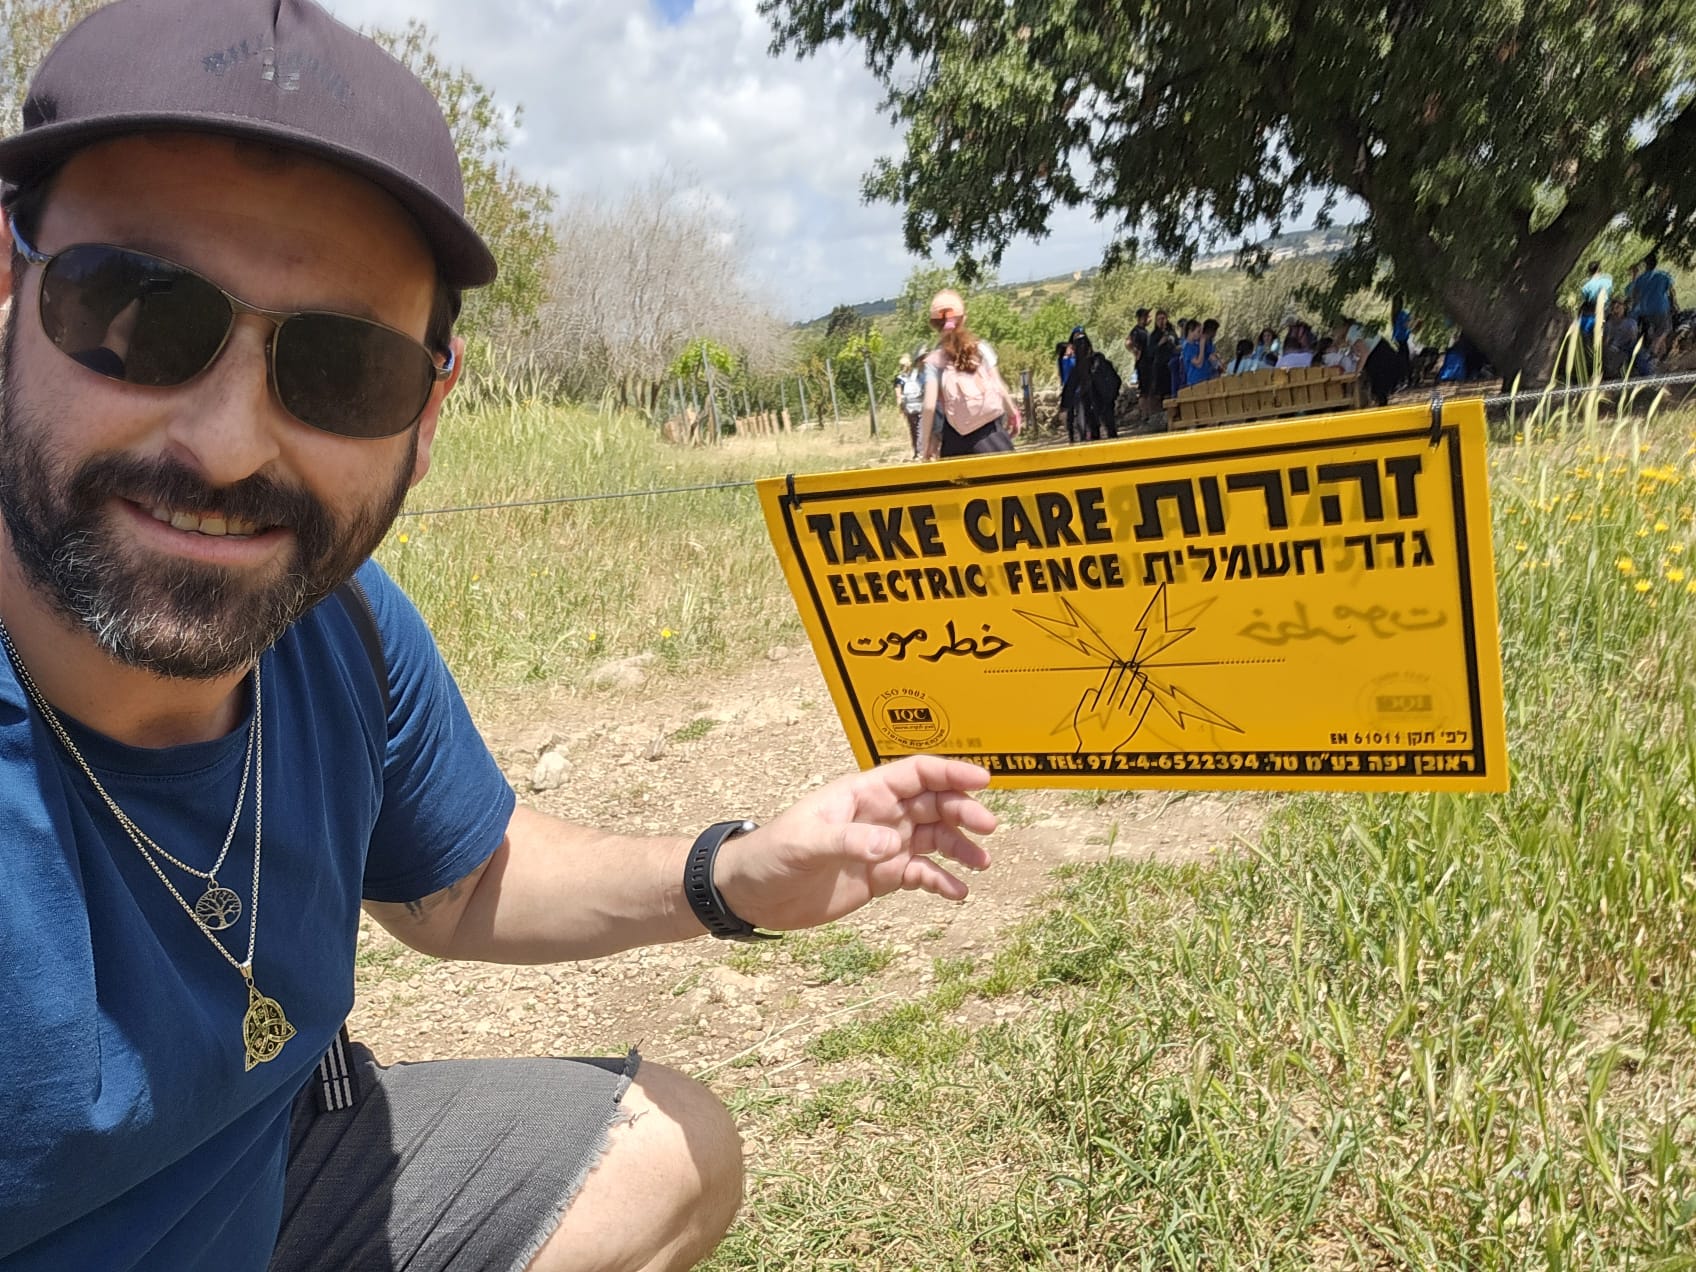 TAKE CARE זהירות
ELECTRIC FENCE גדר חשמלית
خطر موت
ISO 9002
IQC
EN 61011 לפי תקן
LTD. TEL: 972-4-6522394 :ראובן יפה בע"מ טל